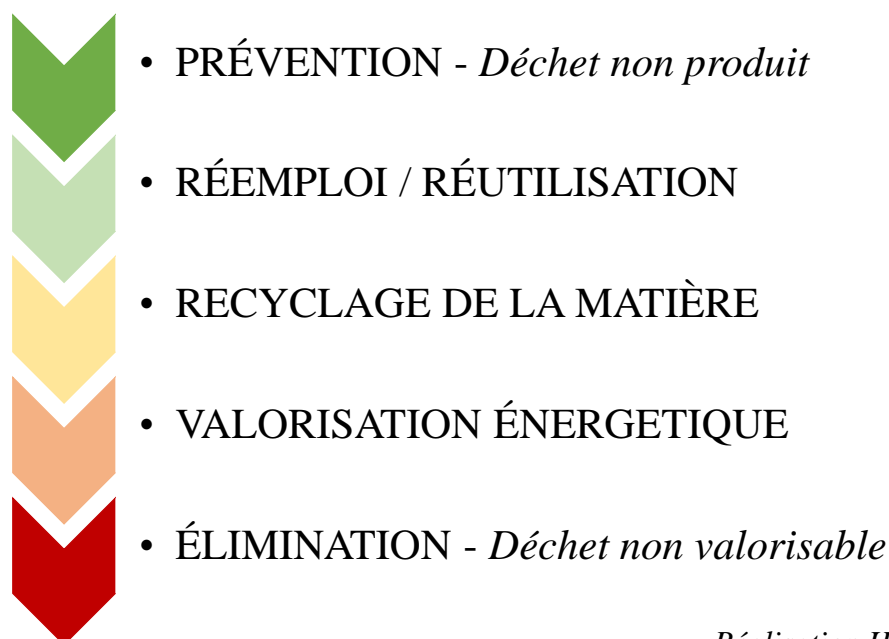 • PRÉVENTION - Déchet non produit
• RÉEMPLOI / RÉUTILISATION
• RECYCLAGE DE LA MATIÈRE
• VALORISATION ÉNERGETIQUE
• ÉLIMINATION - Déchet non valorisable